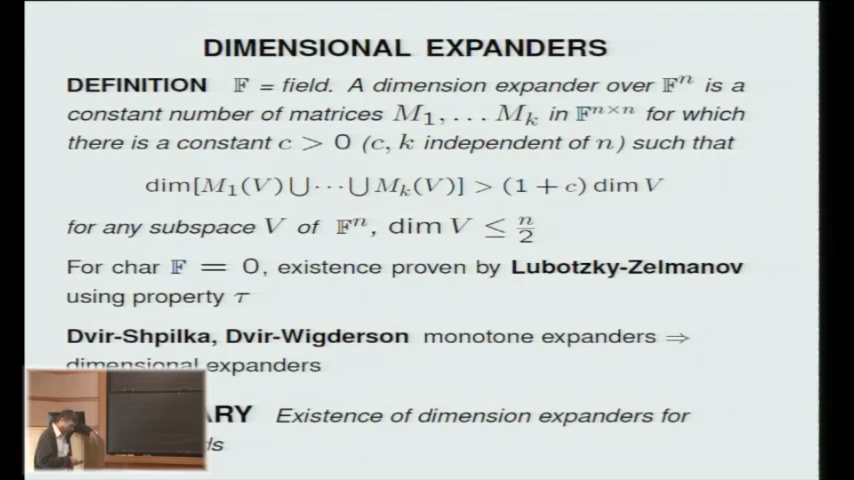 DIMENSIONAL EXPANDERS
DEFINITION 𝔽 = field. A dimension expander over 𝔽ⁿ is a
constant number of matrices M₁, . . . Mₖ in 𝔽ⁿˣⁿ for which
there is a constant c > 0 (c, k independent of n) such that
dim[M₁(V) ⋃ ··· ⋃ Mₖ(V)] > (1 + c) dim V
for any subspace V of 𝔽ⁿ, dim V ≤ n/2
For char 𝔽 = 0, existence proven by Lubotzky-Zelmanov
using property τ
Dvir-Shpilka, Dvir-Wigderson monotone expanders ⇒
dimensional expanders
Existence of dimension expanders for